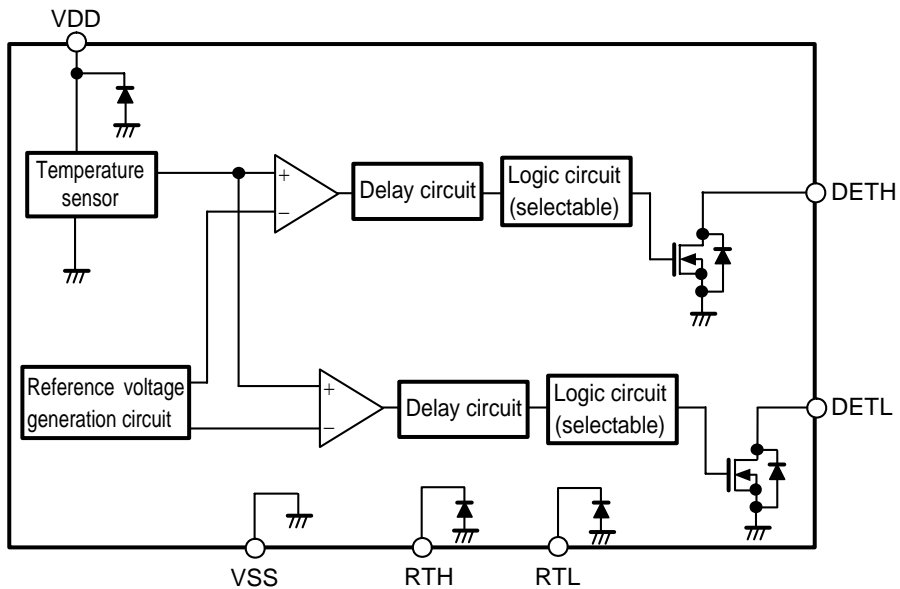 VDD
Temperature
sensor
+
−
Delay circuit
Logic circuit
(selectable)
DETH
Reference voltage
generation circuit
+
−
Delay circuit
Logic circuit
(selectable)
DETL
VSS
RTH
RTL